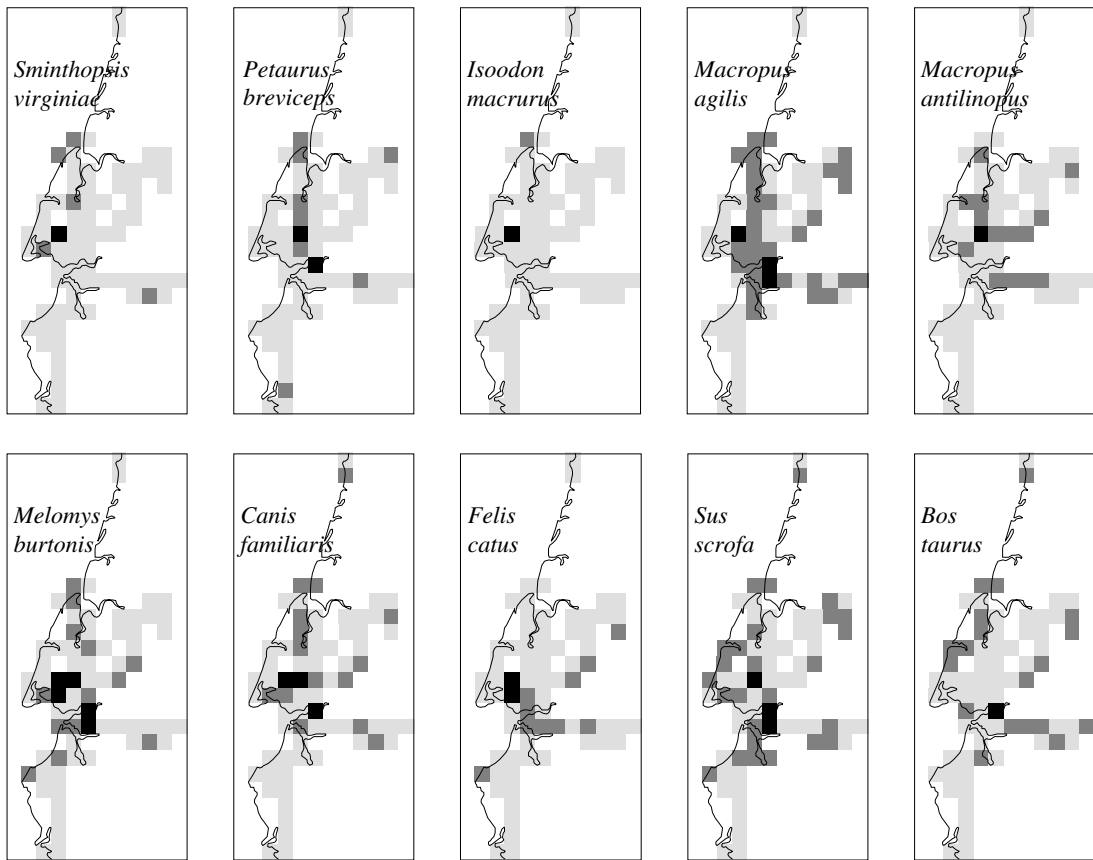 Sminthopsis
virginiae
Petaurus
breviceps
Isoodon
macrurus
Macropus
agilis
Macropus
antilinopus
Melomys
burtonis
Canis
familiaris
Felis
catus
Sus
scrofa
Bos
taurus